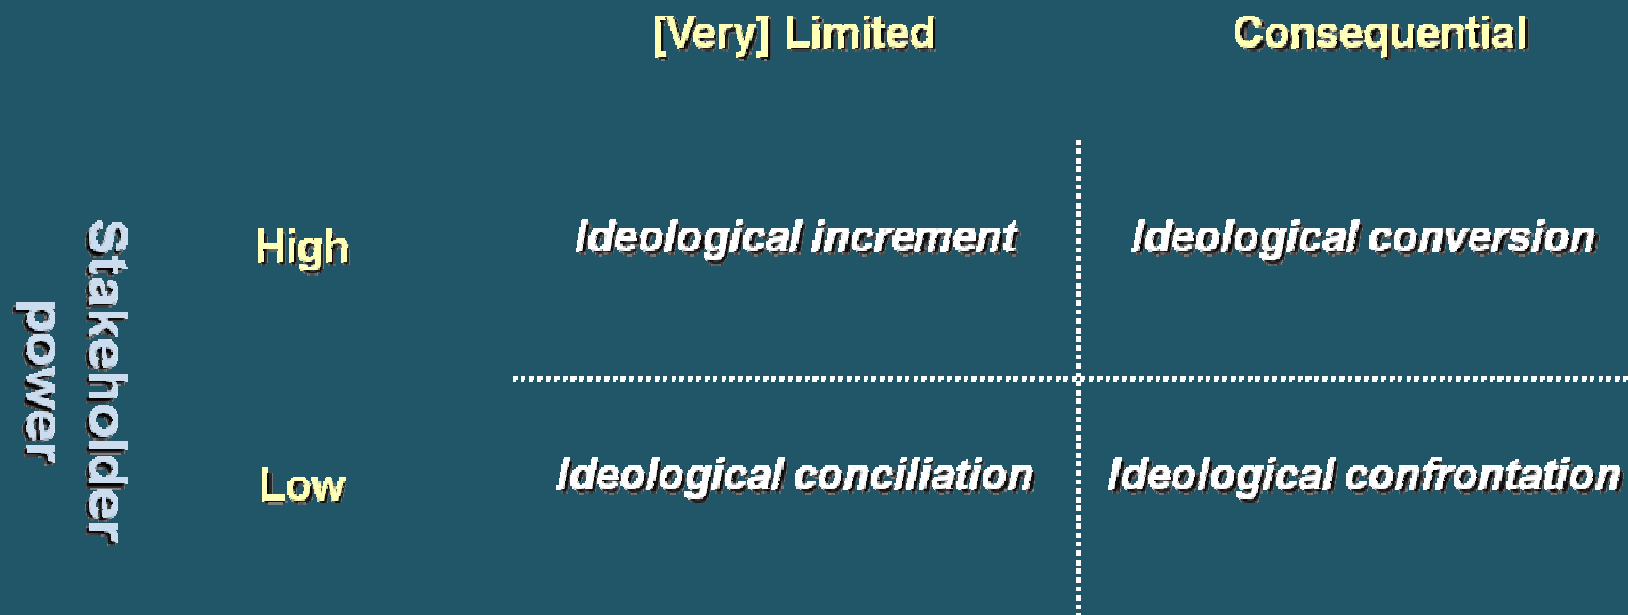 [Very] Limited
Consequential
Stakeholder
power
High
Ideological increment
Ideological conversion
Low
Ideological conciliation
Ideological confrontation